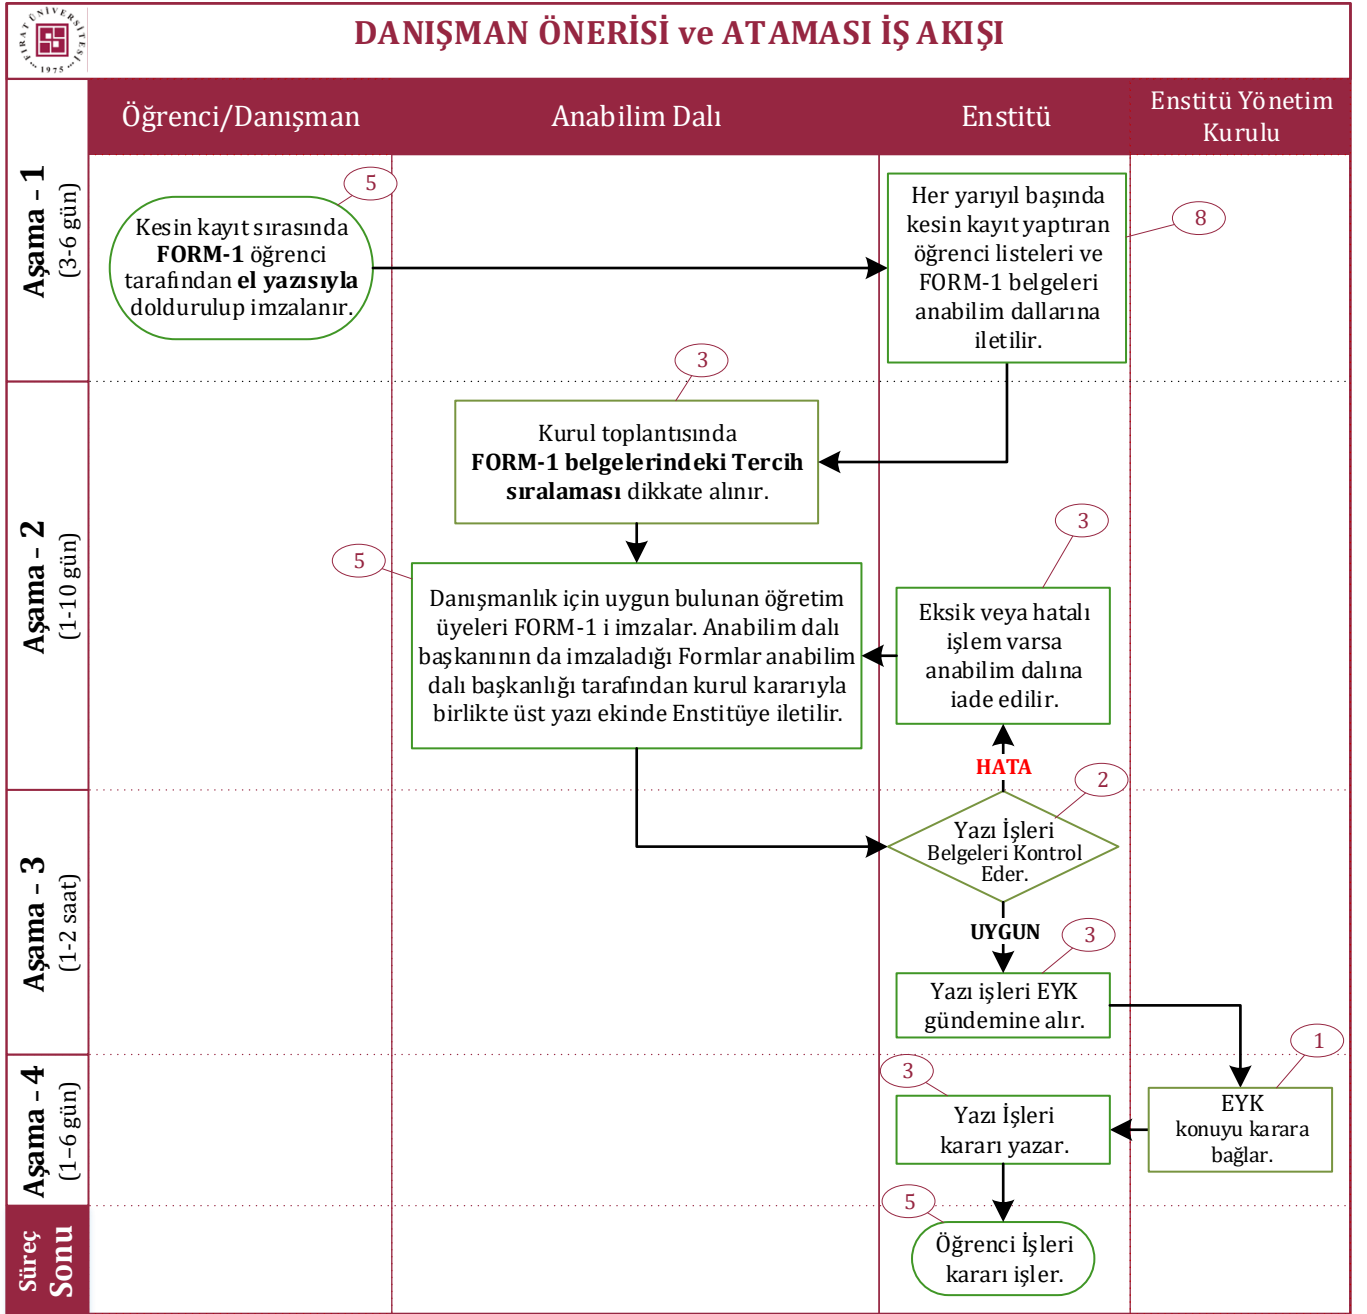 FIRAT ÜNİVERSİTESİ
1975
DANIŞMAN ÖNERİSİ ve ATAMASI İŞ AKIŞI
Öğrenci/Danışman
Anabilim Dalı
Enstitü
Enstitü Yönetim
Kurulu
Aşama - 1
(3-6 gün)
5
Kesin kayıt sırasında
FORM-1 öğrenci
tarafından el yazısıyla
doldurulup imzalanır.
8
Her yarıyıl başında
kesin kayıt yaptıran
öğrenci listeleri ve
FORM-1 belgeleri
anabilim dallarına
iletilir.
Aşama - 2
(1-10 gün)
3
Kurul toplantısında
FORM-1 belgelerindeki Tercih
sıralaması dikkate alınır.
5
Danışmanlık için uygun bulunan öğretim
üyeleri FORM-1 i imzalar. Anabilim dalı
başkanının da imzaladığı Formlar anabilim
dalı başkanlığı tarafından kurul kararıyla
birlikte üst yazı ekinde Enstitüye iletilir.
3
Eksik veya hatalı
işlem varsa
anabilim dalına
iade edilir.
HATA
Aşama - 3
(1-2 saat)
2
Yazı İşleri
Belgeleri Kontrol
Eder.
UYGUN
3
Yazı işleri EYK
gündemine alır.
Aşama - 4
(1–6 gün)
1
EYK
konuyu karara
bağlar.
3
Yazı İşleri
kararı yazar.
Süreç
Sonu
5
Öğrenci İşleri
kararı işler.